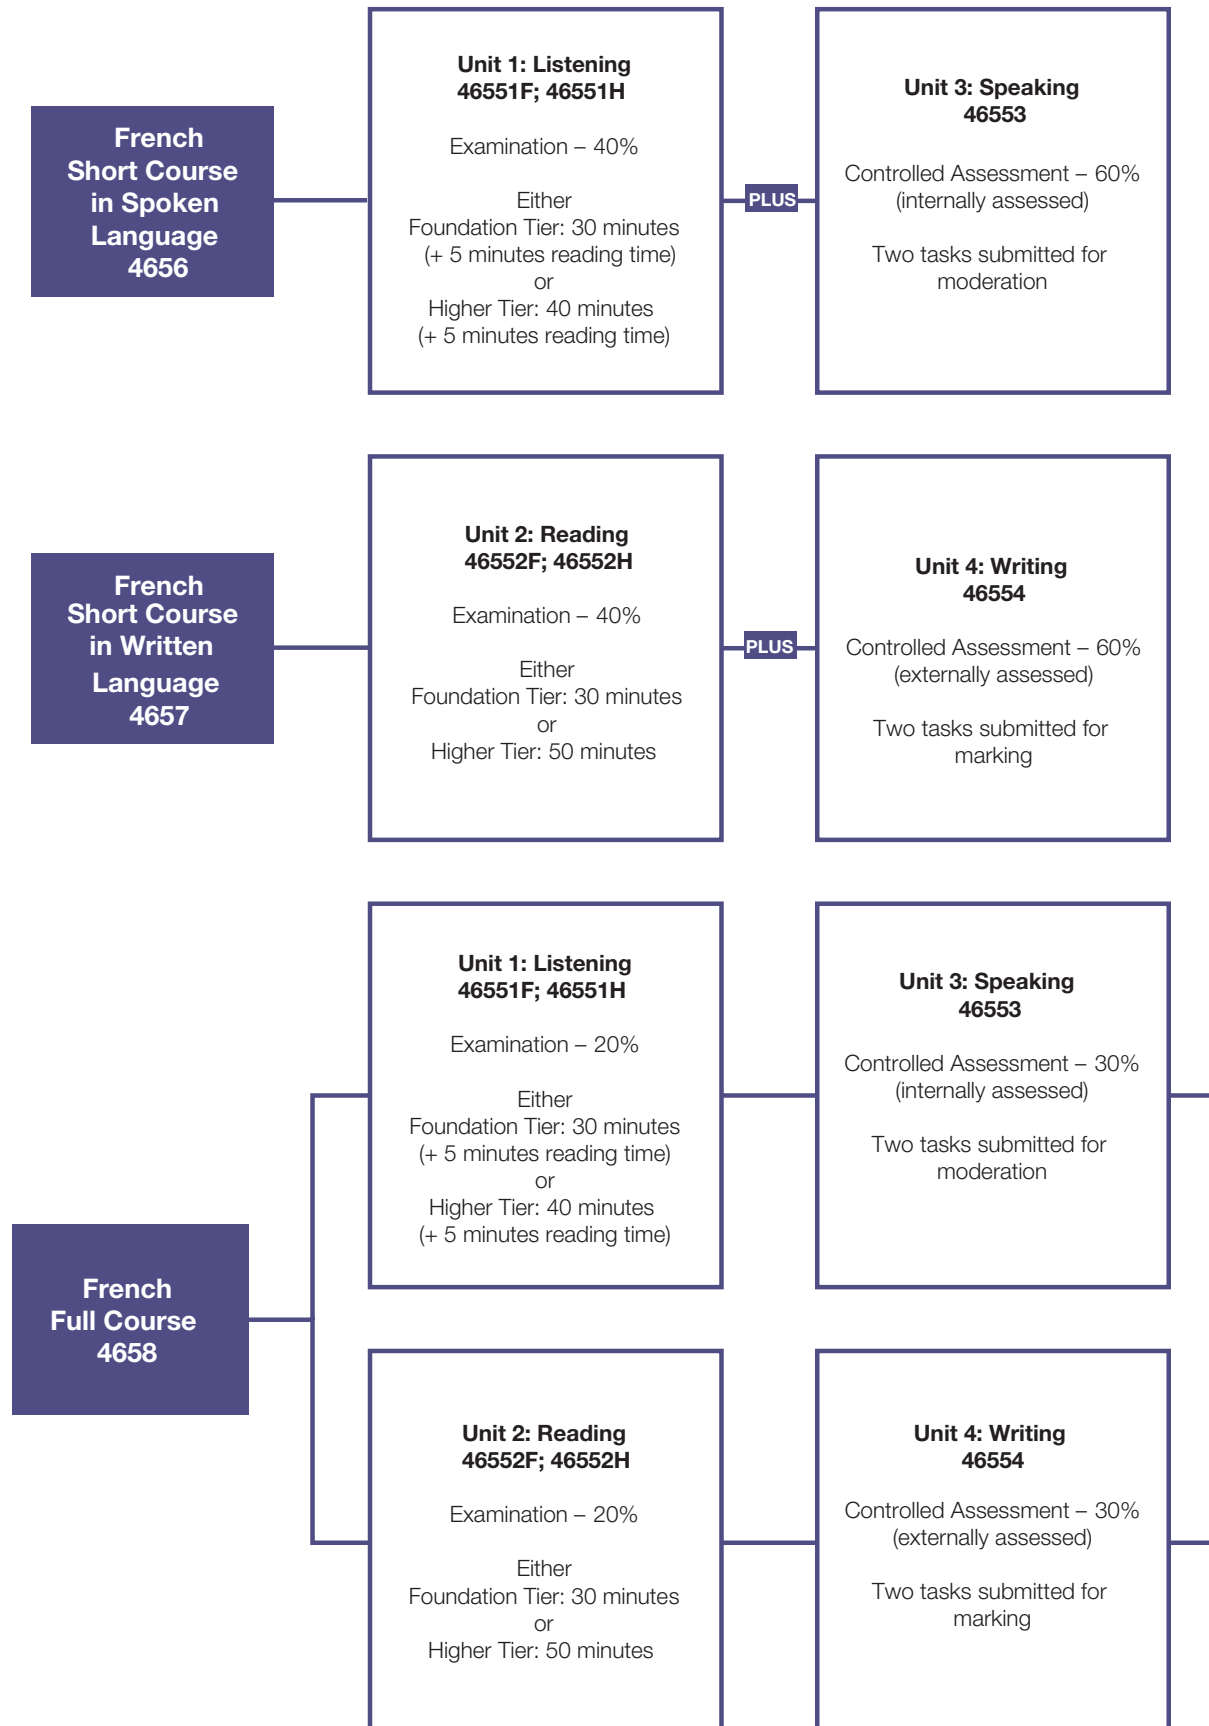 French
Short Course
in Spoken
Language
4656
Unit 1: Listening
46551F; 46551H
Examination – 40%
Either
Foundation Tier: 30 minutes
(+ 5 minutes reading time)
or
Higher Tier: 40 minutes
(+ 5 minutes reading time)
PLUS
Unit 3: Speaking
46553
Controlled Assessment – 60%
(internally assessed)
Two tasks submitted for
moderation
French
Short Course
in Written
Language
4657
Unit 2: Reading
46552F; 46552H
Examination – 40%
Either
Foundation Tier: 30 minutes
or
Higher Tier: 50 minutes
PLUS
Unit 4: Writing
46554
Controlled Assessment – 60%
(externally assessed)
Two tasks submitted for
marking
French
Full Course
4658
Unit 1: Listening
46551F; 46551H
Examination – 20%
Either
Foundation Tier: 30 minutes
(+ 5 minutes reading time)
or
Higher Tier: 40 minutes
(+ 5 minutes reading time)
Unit 3: Speaking
46553
Controlled Assessment – 30%
(internally assessed)
Two tasks submitted for
moderation
Unit 2: Reading
46552F; 46552H
Examination – 20%
Either
Foundation Tier: 30 minutes
or
Higher Tier: 50 minutes
Unit 4: Writing
46554
Controlled Assessment – 30%
(externally assessed)
Two tasks submitted for
marking